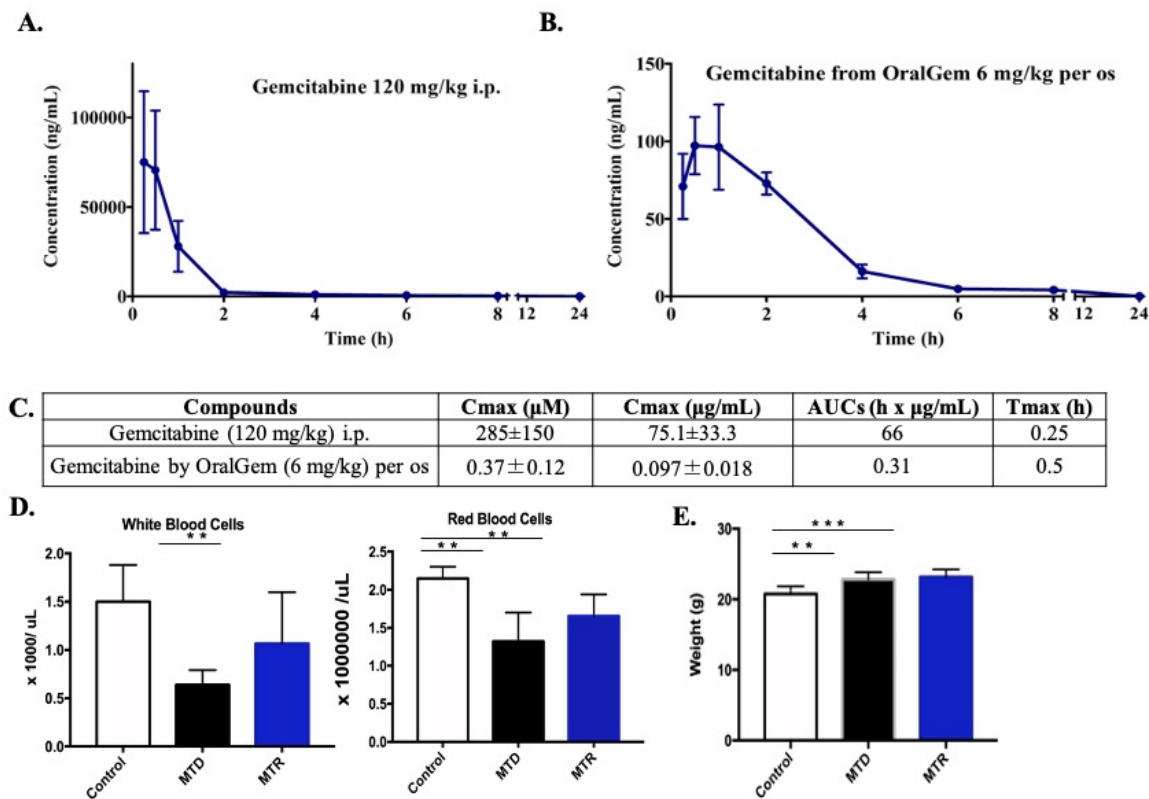 A.
Gemcitabine 120 mg/kg i.p.
Concentration (ng/mL)
100000
50000
0
0 2 4 6 8 12 24
Time (h)
B.
Gemcitabine from OralGem 6 mg/kg per os
Concentration (ng/mL)
150
100
50
0
0 2 4 6 8 12 24
Time (h)
C.
Compounds Cmax (µM) Cmax (µg/mL) AUCs (h x µg/mL) Tmax (h)
Gemcitabine (120 mg/kg) i.p. 285±150 75.1±33.3 66 0.25
Gemcitabine by OralGem (6 mg/kg) per os 0.37±0.12 0.097±0.018 0.31 0.5
D.
White Blood Cells
* *
x 1000/ uL
2.0
1.5
1.0
0.5
0.0
Control MTD MTR
Red Blood Cells
* *
* *
x 1000000 /uL
2.5
2.0
1.5
1.0
0.5
0.0
Control MTD MTR
E.
* * *
* *
Weight (g)
30
20
10
0
Control MTD MTR